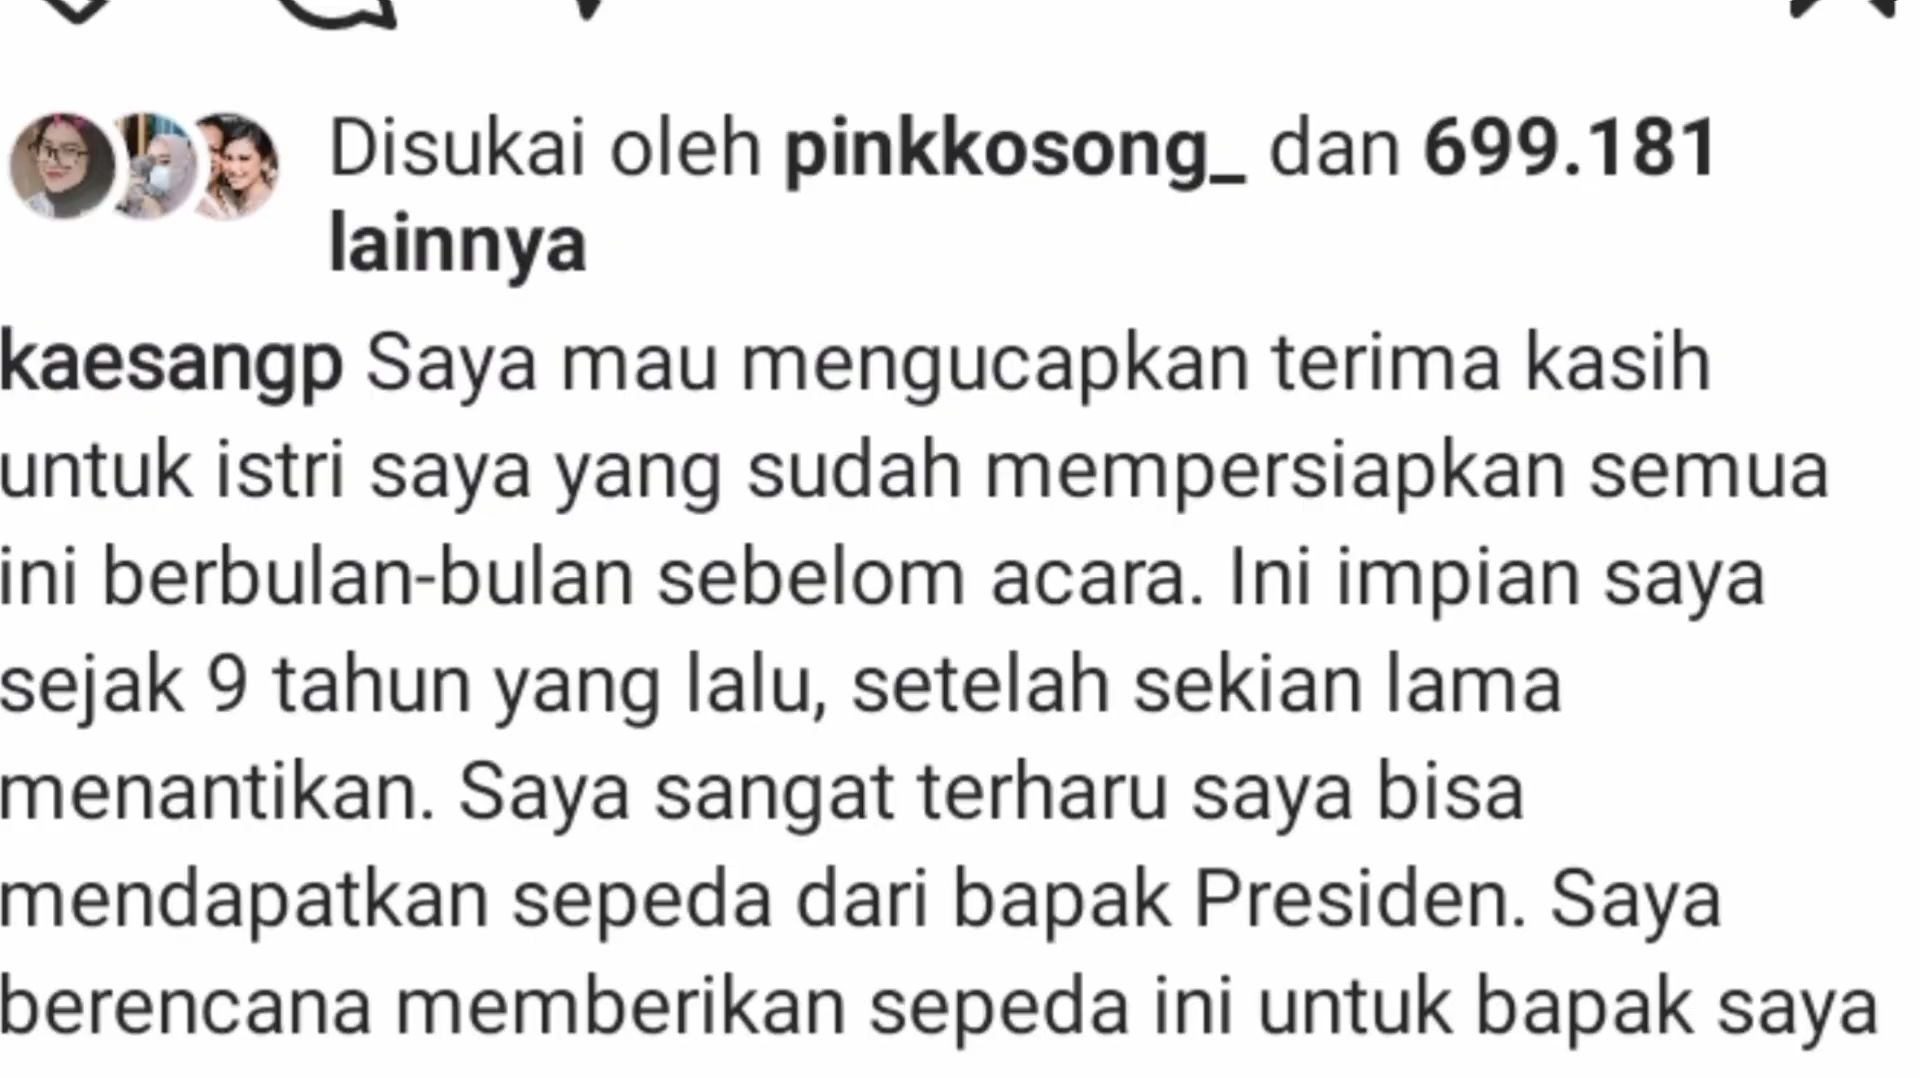 Disukai oleh pinkkosong_ dan 699.181
lainnya
kaesangp Saya mau mengucapkan terima kasih
untuk istri saya yang sudah mempersiapkan semua
ini berbulan-bulan sebelom acara. Ini impian saya
sejak 9 tahun yang lalu, setelah sekian lama
menantikan. Saya sangat terharu saya bisa
mendapatkan sepeda dari bapak Presiden. Saya
berencana memberikan sepeda ini untuk bapak saya